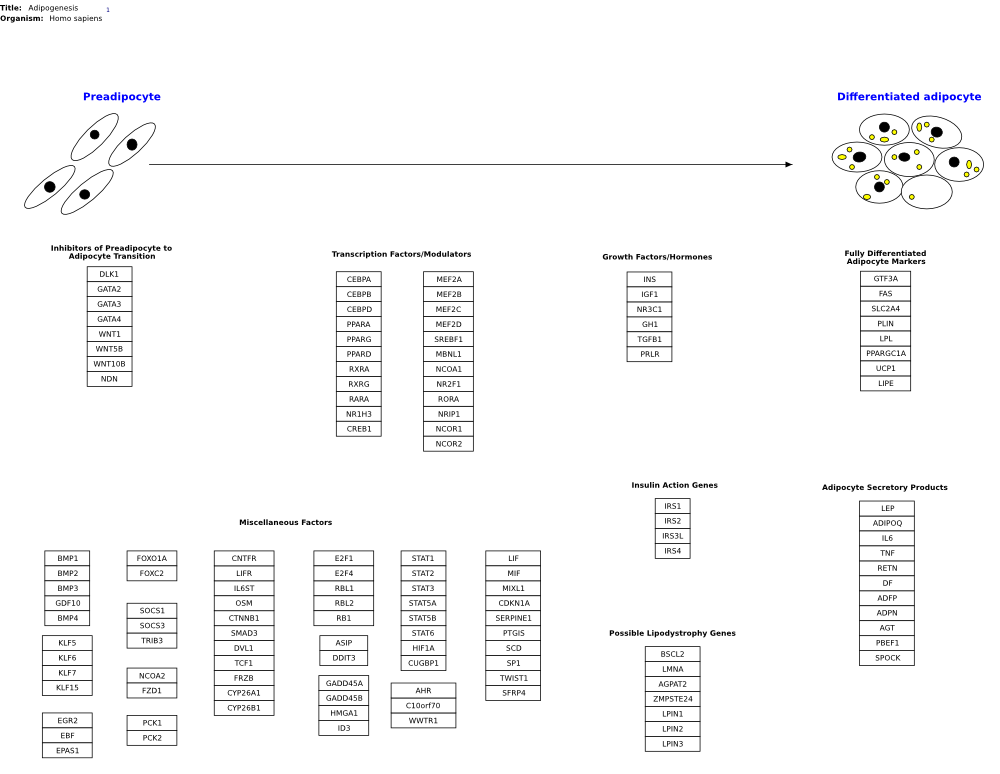 Title: Adipogenesis 1
Organism: Homo sapiens
Preadipocyte
Differentiated adipocyte
Inhibitors of Preadipocyte to
Adipocyte Transition
DLK1
GATA2
GATA3
GATA4
WNT1
WNT5B
WNT10B
NDN
Transcription Factors/Modulators
CEBPA
CEBPB
CEBPD
PPARA
PPARG
PPARD
RXRA
RXRG
RARA
NR1H3
CREB1
MEF2A
MEF2B
MEF2C
MEF2D
SREBF1
MBNL1
NCOA1
NR2F1
RORA
NRIP1
NCOR1
NCOR2
Growth Factors/Hormones
INS
IGF1
NR3C1
GH1
TGFB1
PRLR
Fully Differentiated
Adipocyte Markers
GTF3A
FAS
SLC2A4
PLIN
LPL
PPARGC1A
UCP1
LIPE
Miscellaneous Factors
BMP1
BMP2
BMP3
GDF10
BMP4
KLF5
KLF6
KLF7
KLF15
EGR2
EBF
EPAS1
FOXO1A
FOXC2
SOCS1
SOCS3
TRIB3
NCOA2
FZD1
PCK1
PCK2
CNTFR
LIFR
IL6ST
OSM
CTNNB1
SMAD3
DVL1
TCF1
FRZB
CYP26A1
CYP26B1
E2F1
E2F4
RBL1
RBL2
RB1
ASIP
DDIT3
GADD45A
GADD45B
HMGA1
ID3
STAT1
STAT2
STAT3
STAT5A
STAT5B
STAT6
HIF1A
CUGBP1
AHR
C10orf70
WWTR1
LIF
MIF
MIXL1
CDKN1A
SERPINE1
PTGIS
SCD
SP1
TWIST1
SFRP4
Insulin Action Genes
IRS1
IRS2
IRS3L
IRS4
Possible Lipodystrophy Genes
BSCL2
LMNA
AGPAT2
ZMPSTE24
LPIN1
LPIN2
LPIN3
Adipocyte Secretory Products
LEP
ADIPOQ
IL6
TNF
RETN
DF
ADFP
ADPN
AGT
PBEF1
SPOCK